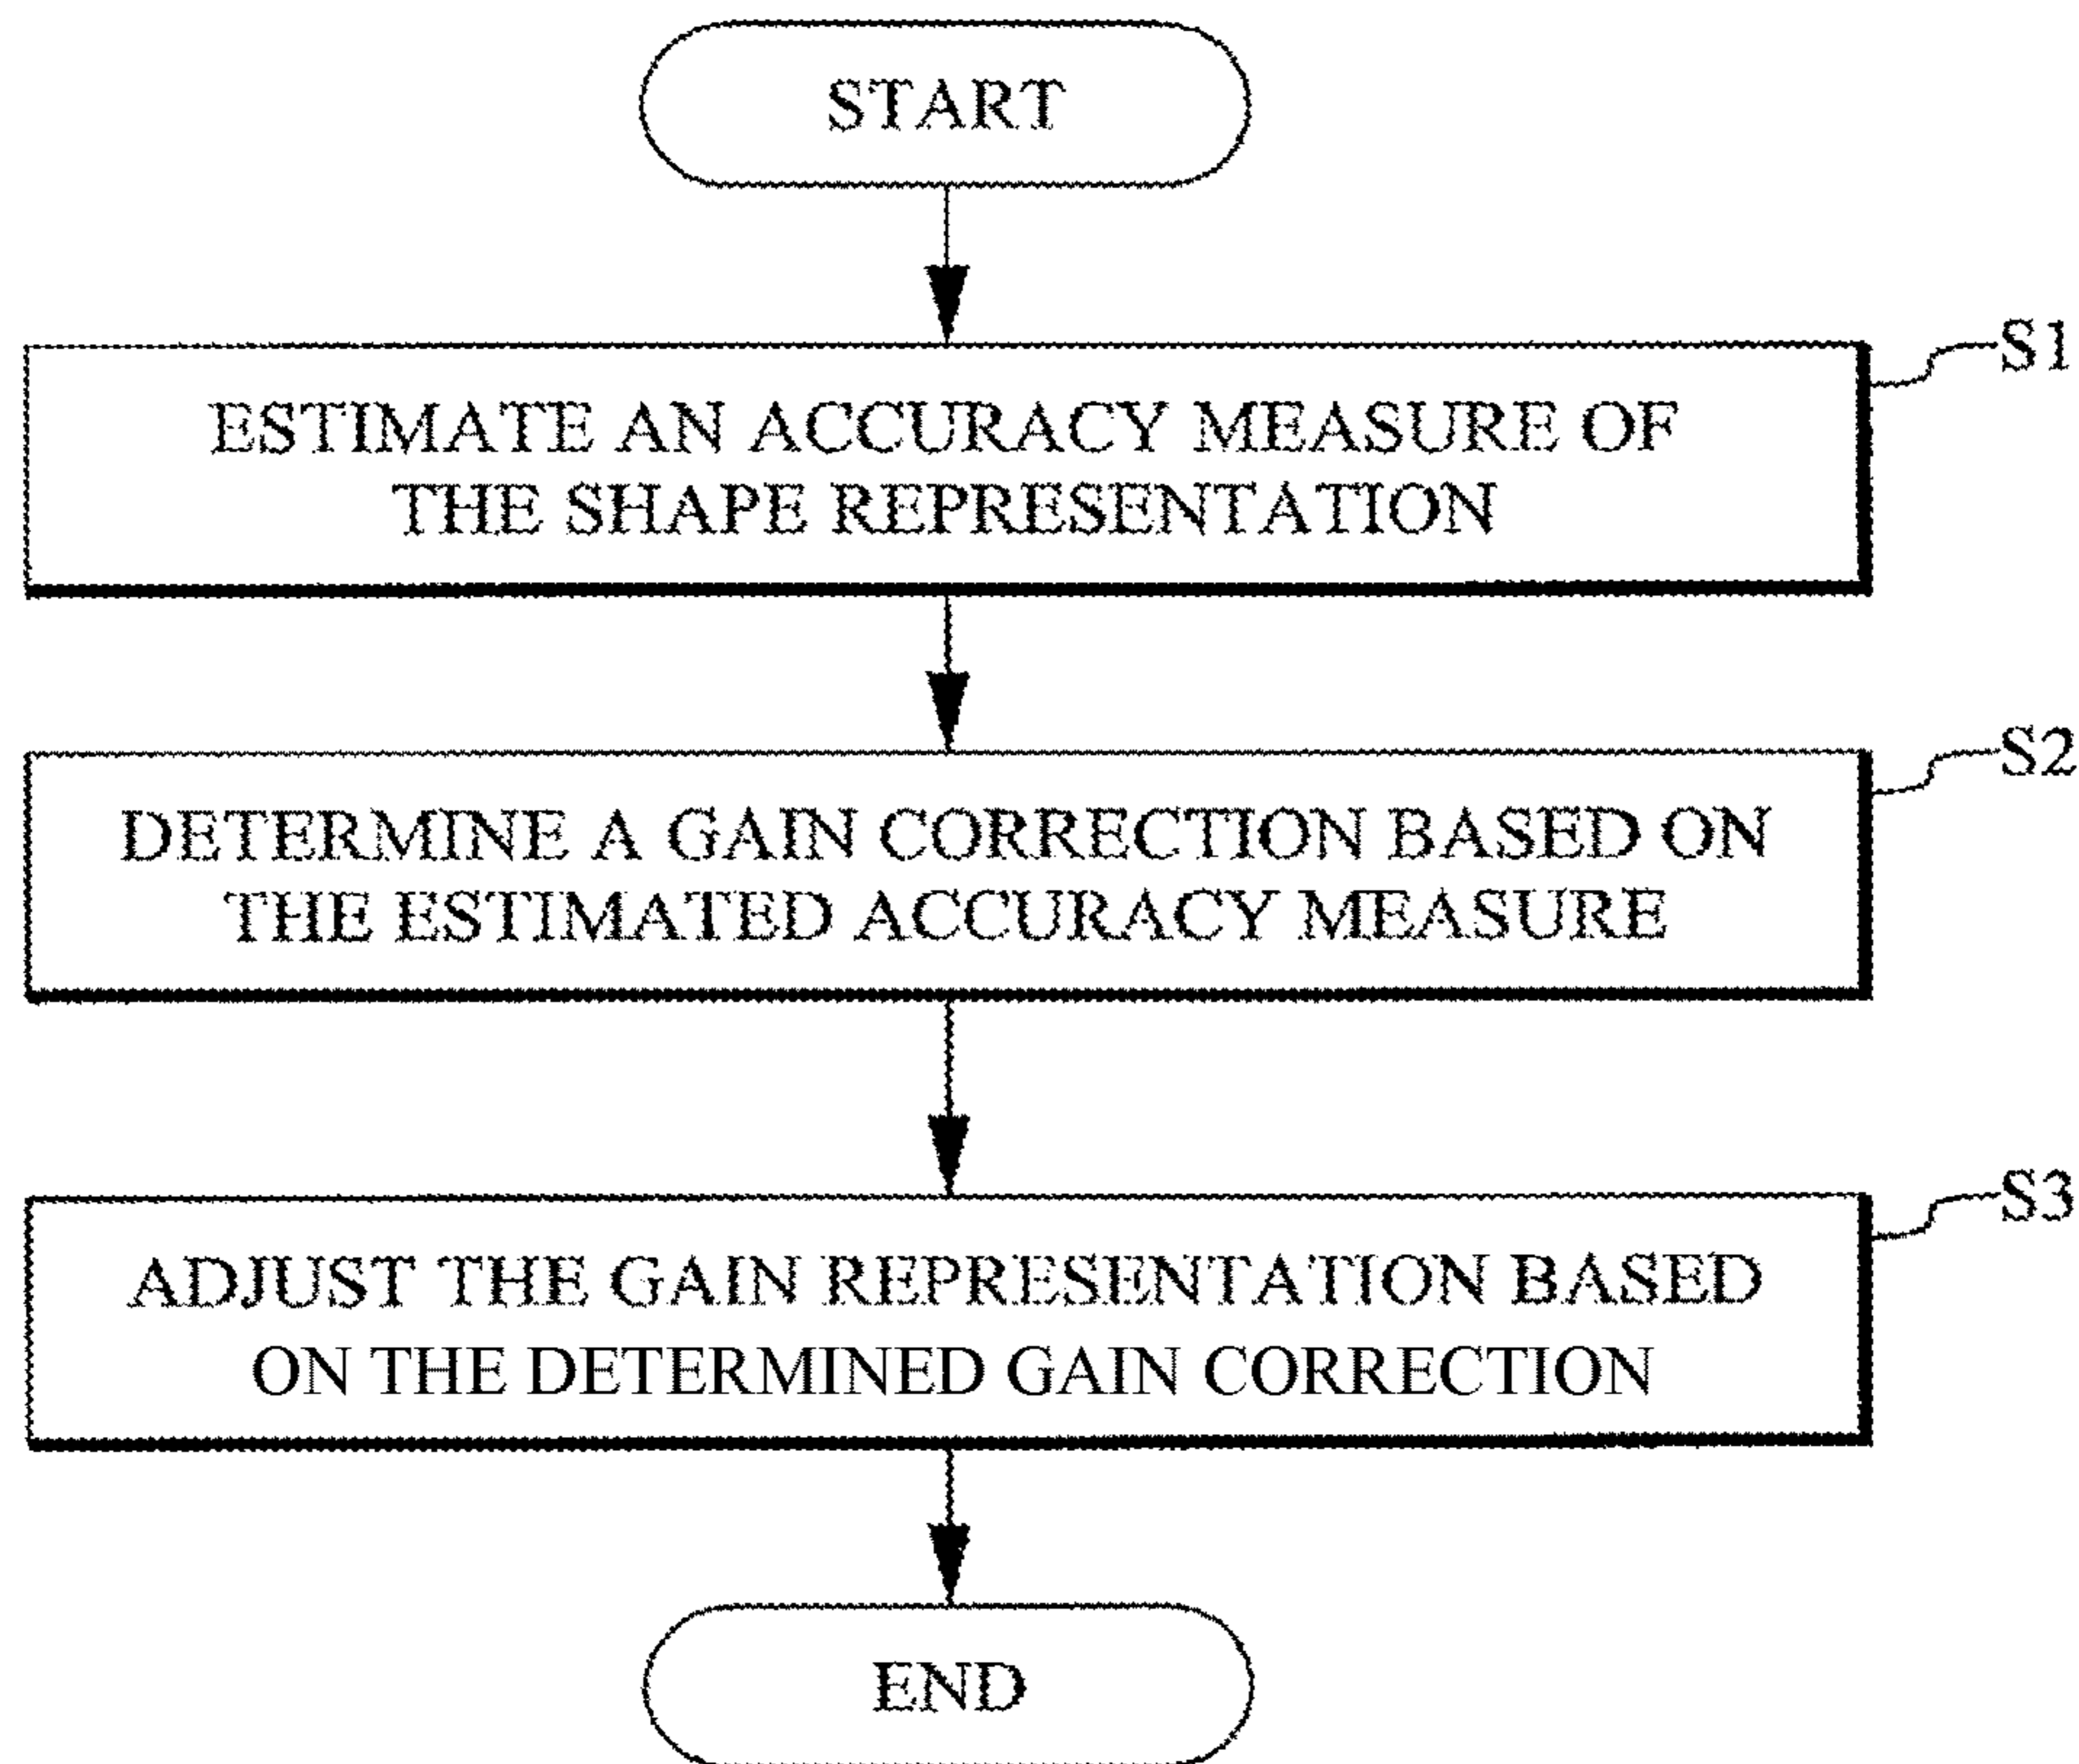 START
S1
ESTIMATE AN ACCURACY MEASURE OF
THE SHAPE REPRESENTATION
S2
DETERMINE A GAIN CORRECTION BASED ON
THE ESTIMATED ACCURACY MEASURE
S3
ADJUST THE GAIN REPRESENTATION BASED
ON THE DETERMINED GAIN CORRECTION
END